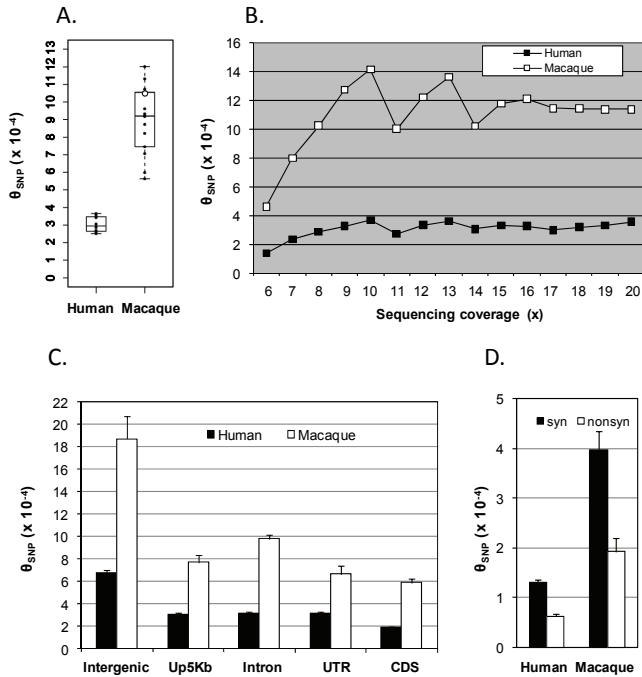 A.
θSNP (x 10-4)
13
12
11
10
9
8
7
6
5
4
3
2
1
0
Human Macaque
B.
θSNP (x 10-4)
16
14
12
10
8
6
4
2
0
Human
Macaque
6 7 8 9 10 11 12 13 14 15 16 17 18 19 20
Sequencing coverage (x)
C.
θSNP (x 10-4)
22
20
18
16
14
12
10
8
6
4
2
Human Macaque
Intergenic Up5Kb Intron UTR CDS
D.
θSNP (x 10-4)
5
4
3
2
1
0
syn nonsyn
Human Macaque